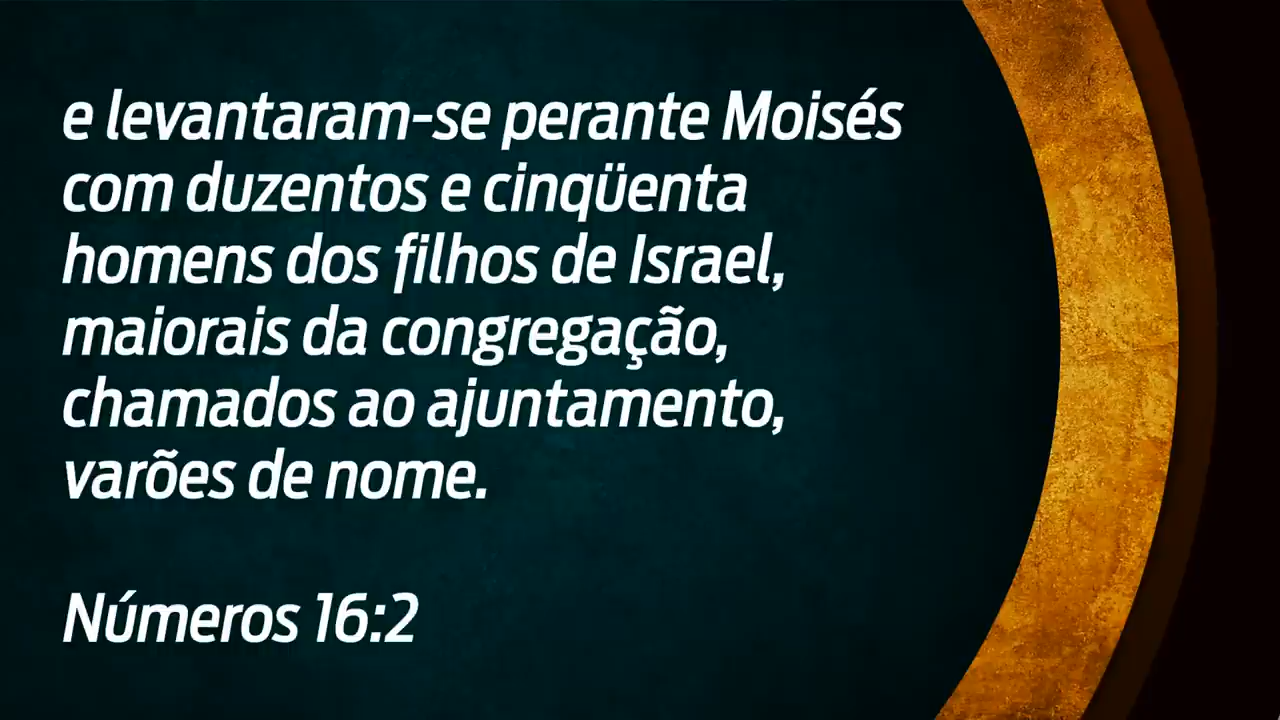 e levantaram-se perante Moisés
com duzentos e cinqüenta
homens dos filhos de Israel,
maiorais da congregação,
chamados ao ajuntamento,
varões de nome.
Números 16:2